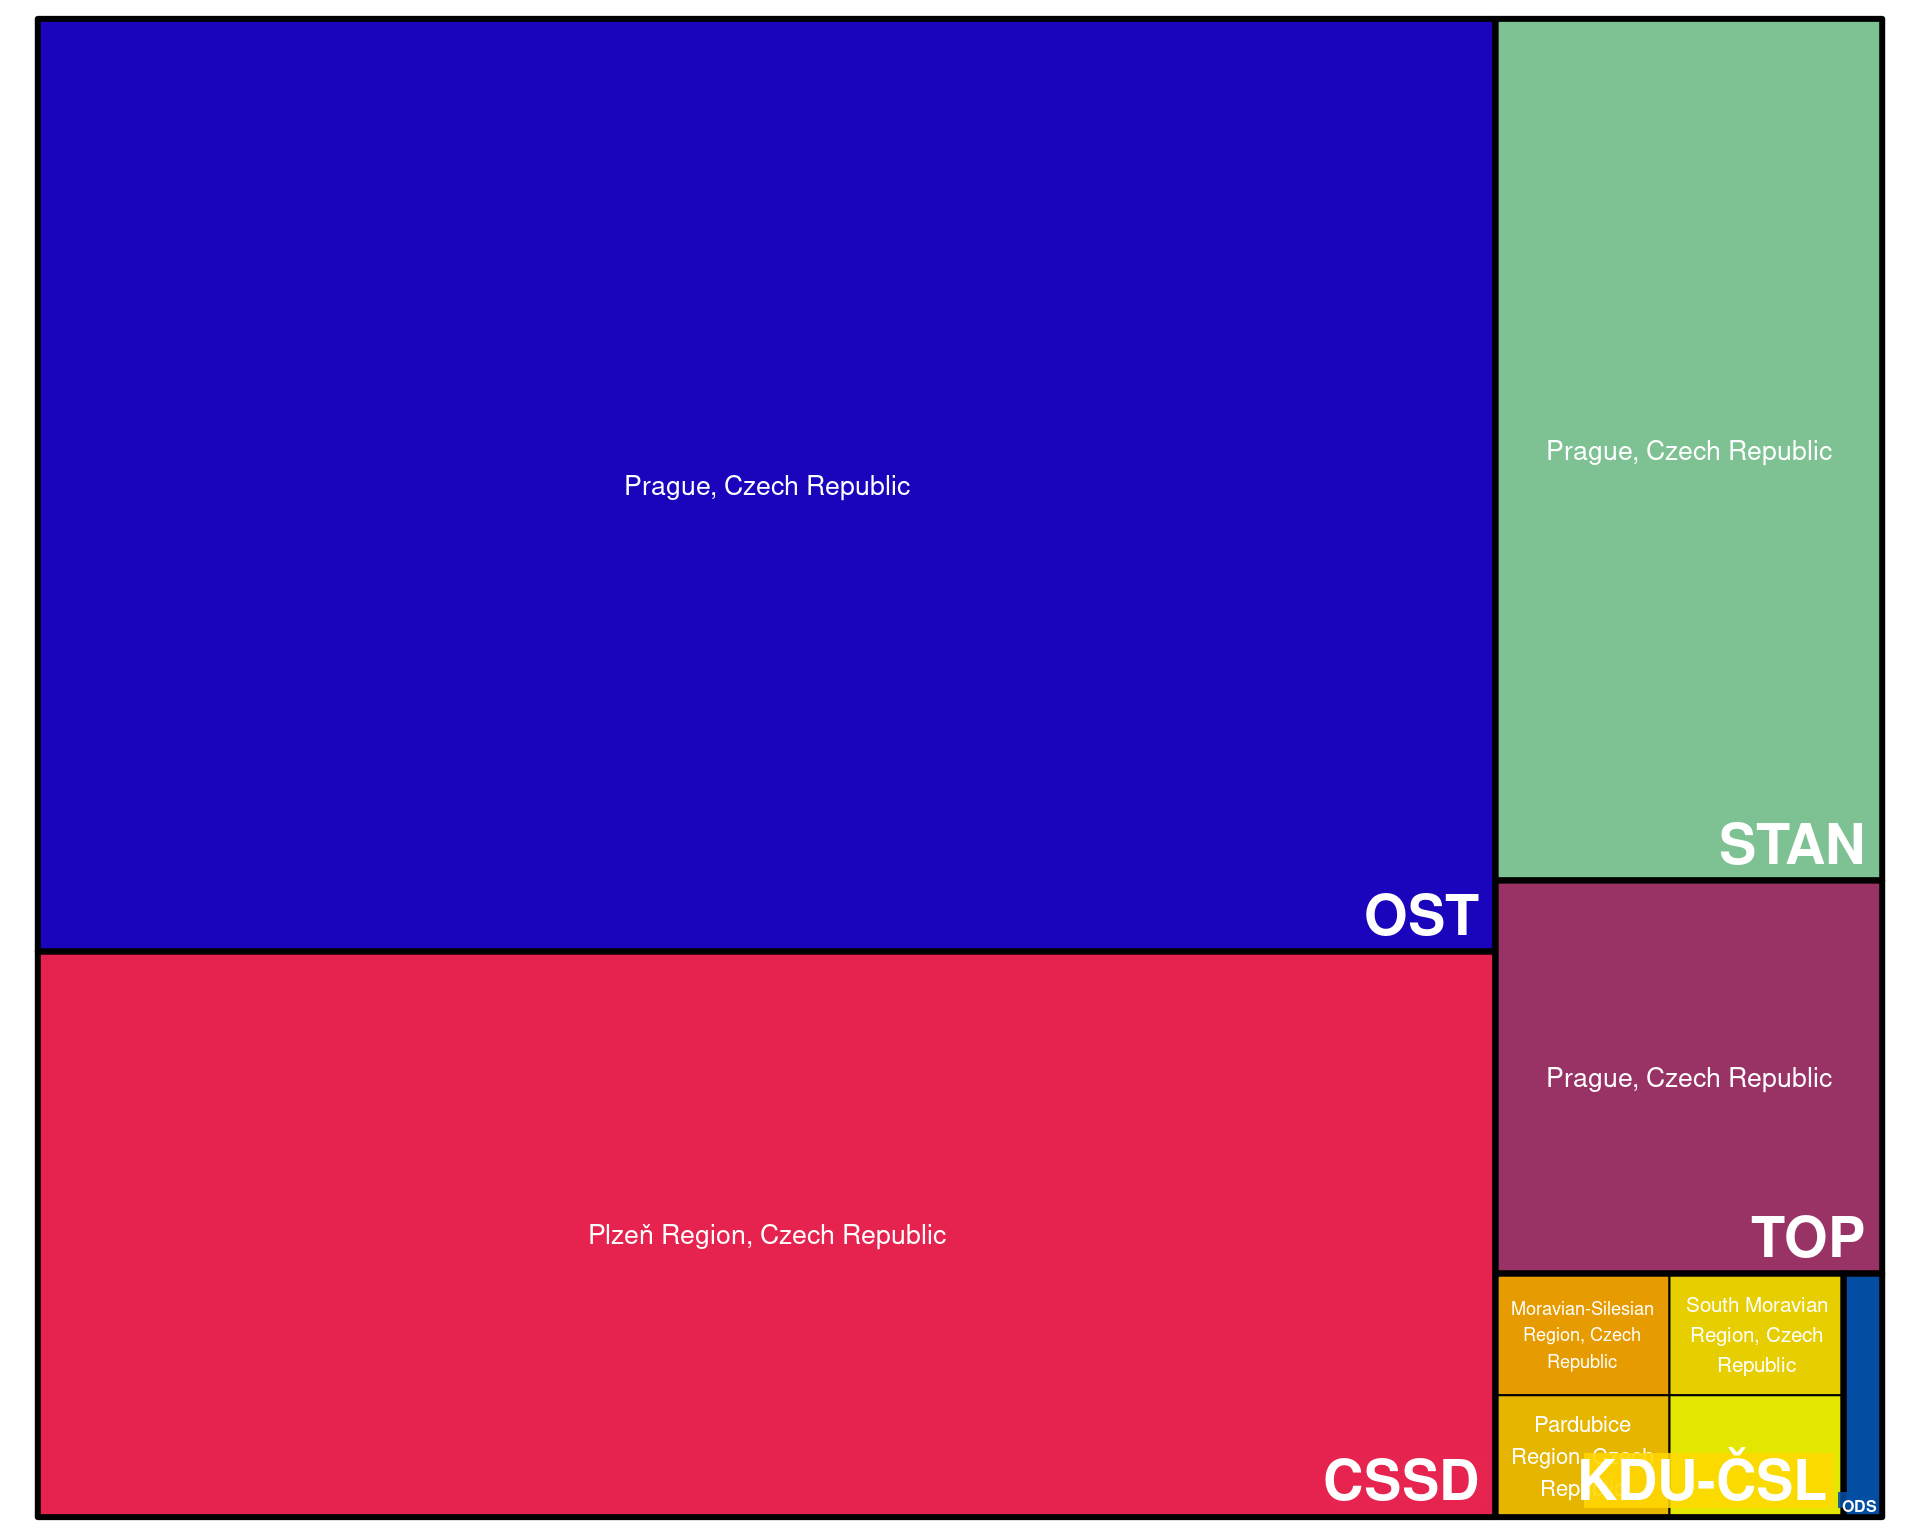 Prague, Czech Republic
OST
Plzeň Region, Czech Republic
CSSD
Prague, Czech Republic
STAN
Prague, Czech Republic
TOP
Moravian-Silesian
Region, Czech
Republic
South Moravian
Region, Czech
Republic
Pardubice
Region, Czech
Republic
KDU-ČSL
ODS